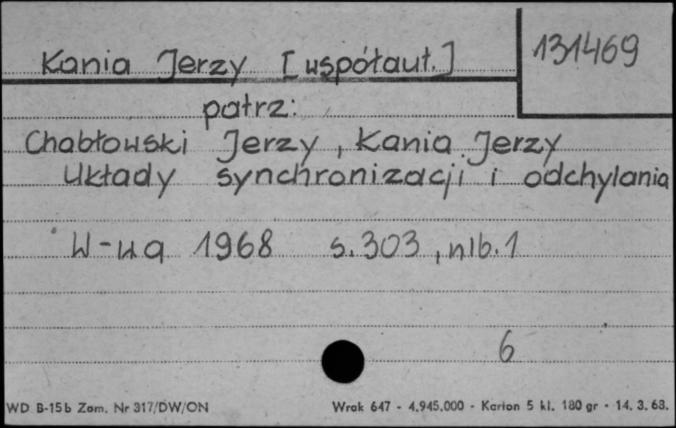 131469
Kania Jerzy [współaut.]
patrz:
Chabłowski Jerzy, Kania Jerzy
Układy synchronizacji i odchylania
W-wa 1968 s. 303, nlb. 1
6
WD B-15b Zam. Nr 317/DW/ON Wrak 647 - 4.945.000 - Karton 5 kl. 180 gr - 14. 3. 63.